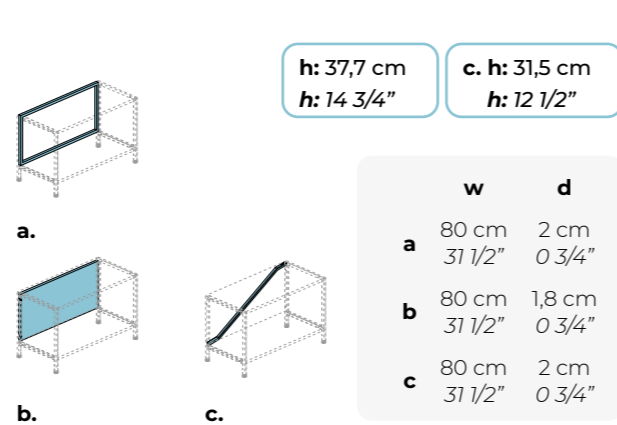 h: 37,7 cm
h: 14 3/4”
c. h: 31,5 cm
h: 12 1/2”
a.
b.
c.
w d
a 80 cm 2 cm
31 1/2” 0 3/4”
b 80 cm 1,8 cm
31 1/2” 0 3/4”
c 80 cm 2 cm
31 1/2” 0 3/4”